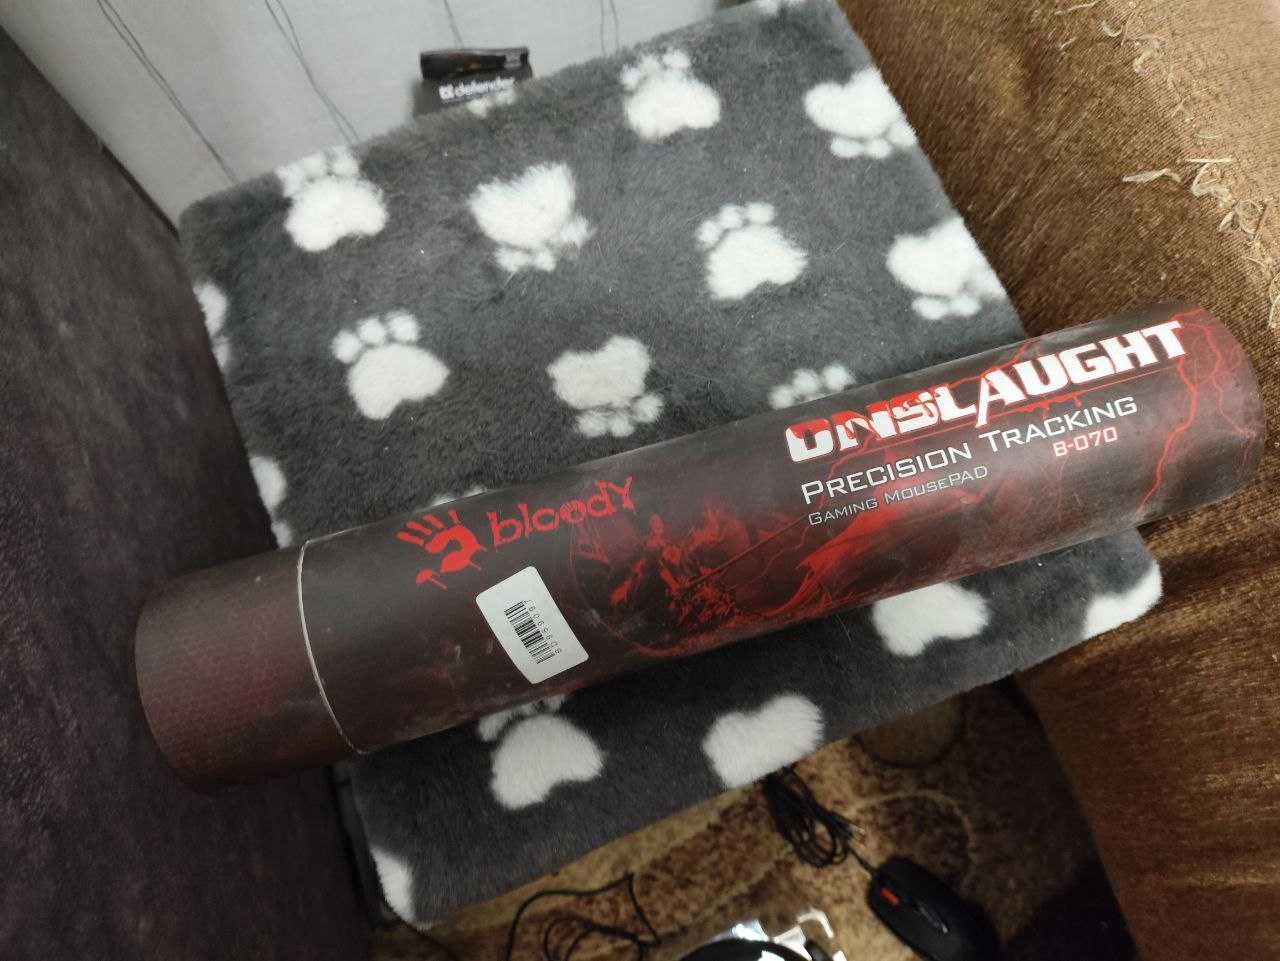 defender
ONSLAUGHT
PRECISION TRACKING
B-070
GAMING MOUSEPAD
bloody